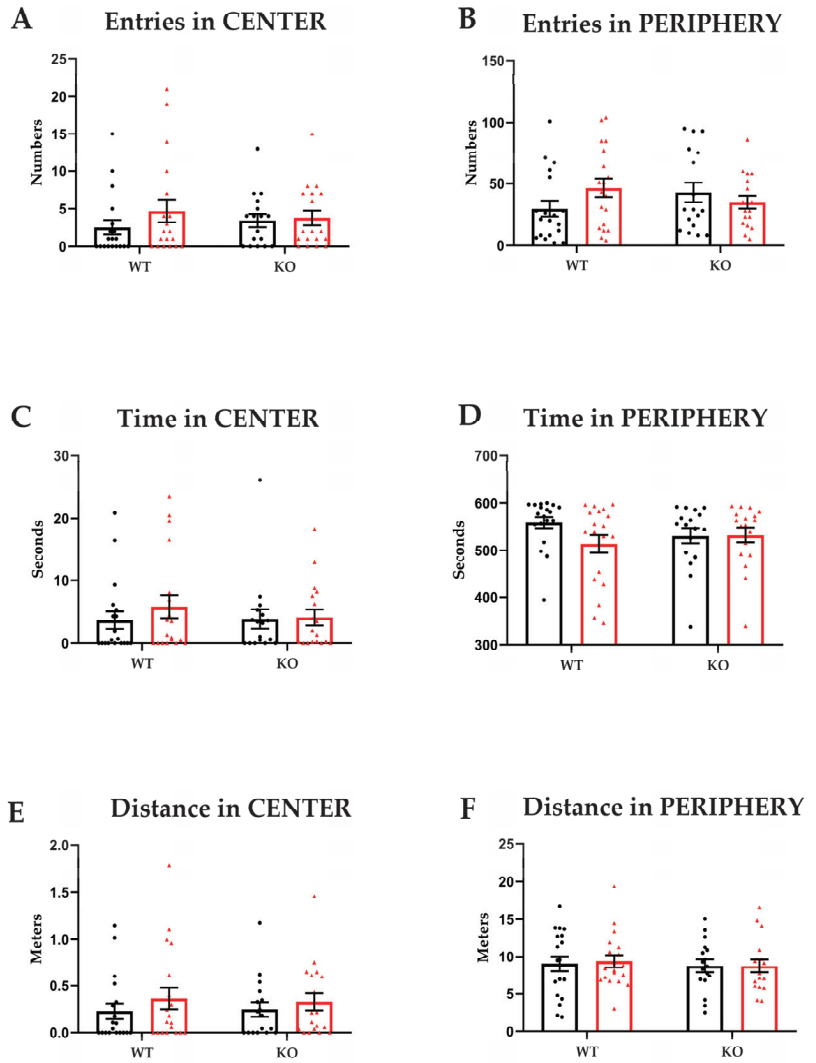 A Entries in CENTER
25
20
15
10
5
0
Numbers
WT KO
B Entries in PERIPHERY
150
100
50
0
Numbers
WT KO
C Time in CENTER
30
20
10
0
Seconds
WT KO
D Time in PERIPHERY
700
600
500
400
300
Seconds
WT KO
E Distance in CENTER
2.0
1.5
1.0
0.5
0.0
Meters
WT KO
F Distance in PERIPHERY
25
20
15
10
5
0
Meters
WT KO